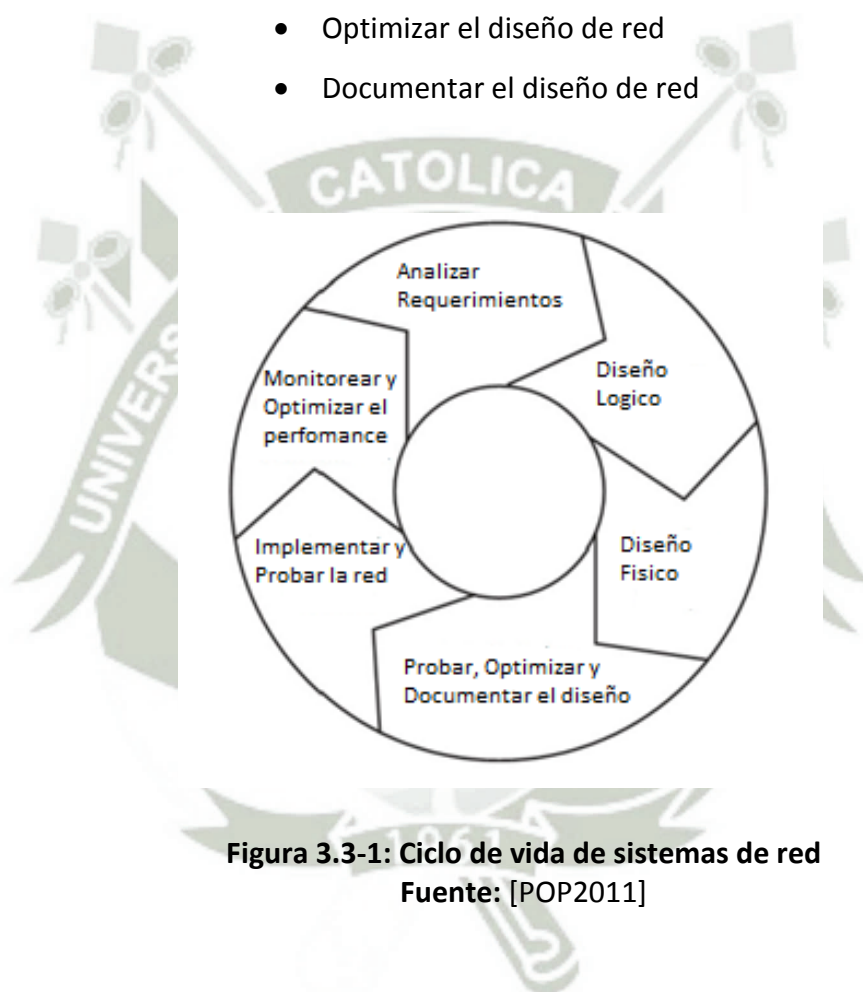 • Optimizar el diseño de red
• Documentar el diseño de red
CATOLICA
UNIVERS
Analizar
Requerimientos
Diseño
Logico
Diseño
Fisico
Probar, Optimizar y
Documentar el diseño
Implementar y
Probar la red
Monitorear y
Optimizar el
perfomance
1961
Figura 3.3-1: Ciclo de vida de sistemas de red
Fuente: [POP2011]